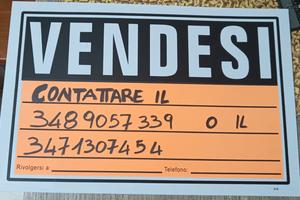 VENDESI
CONTATTARE IL
3489057339 O IL
3471307454
Rivolgersi a: Telefono: